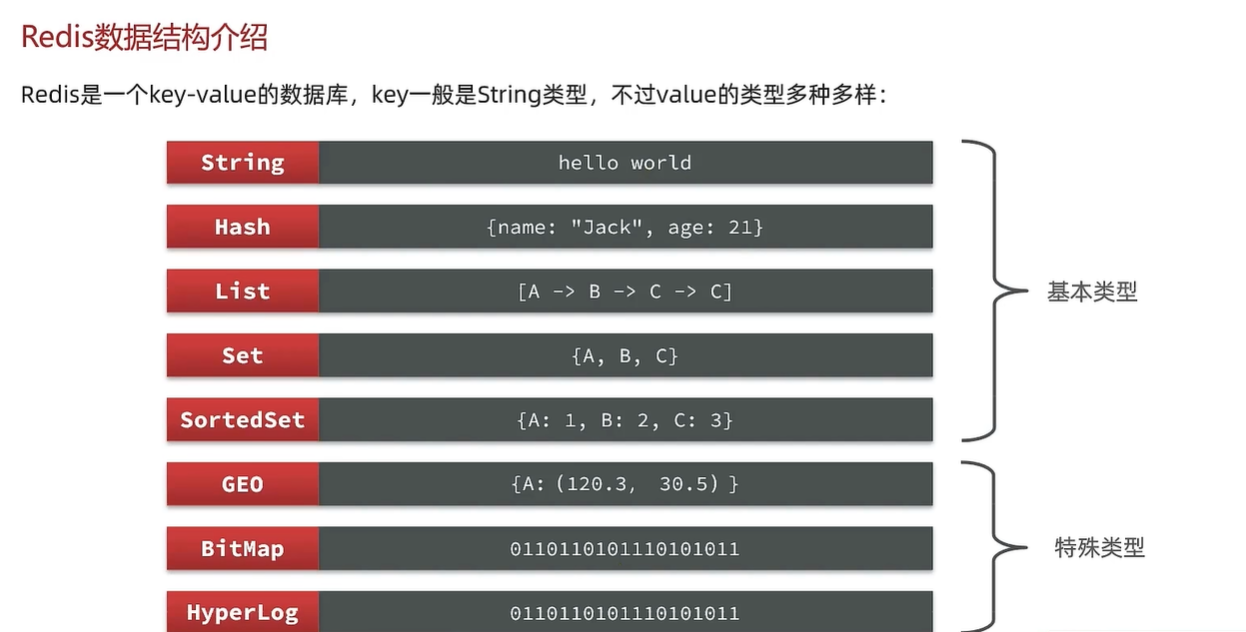 Redis数据结构介绍
Redis是一个key-value的数据库，key一般是String类型，不过value的类型多种多样：
String hello world
Hash {name: "Jack", age: 21}
List [A -> B -> C -> C]
Set {A, B, C}
SortedSet {A: 1, B: 2, C: 3}
基本类型
GEO {A: (120.3, 30.5) }
BitMap 0110110101110101011
HyperLog 0110110101110101011
特殊类型